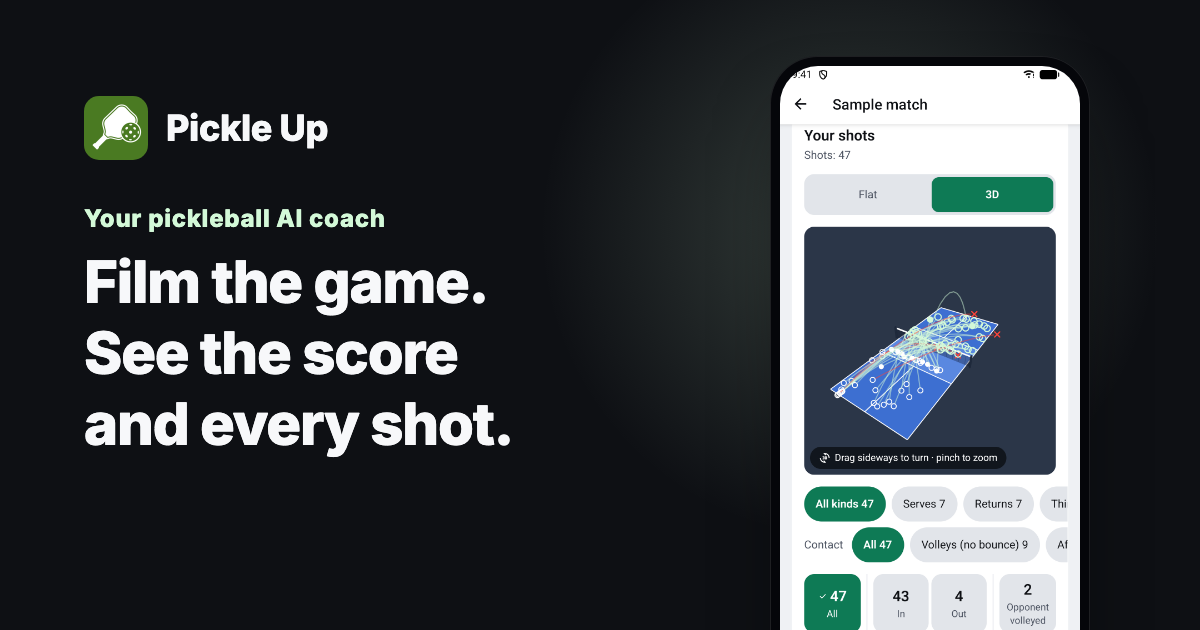 Pickle Up
Your pickleball AI coach
Film the game.
See the score
and every shot.
Sample match
Your shots
Shots: 47
Flat 3D
Drag sideways to turn · pinch to zoom
All kinds 47 Serves 7 Returns 7
Contact All 47 Volleys (no bounce) 9
47 43 4 2
All In Out Opponent
volleyed